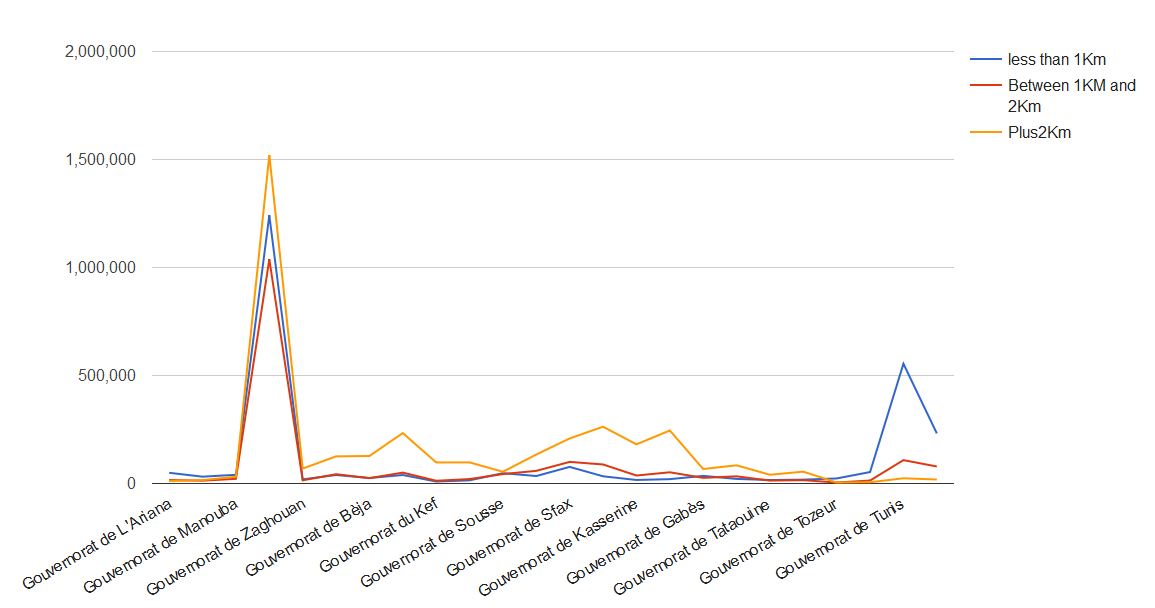 2,000,000
1,500,000
1,000,000
500,000
0
less than 1Km
Between 1KM and
2Km
Plus2Km
Gouvernorat de L'Ariana
Gouvernorat de Manouba
Gouvernorat de Zaghouan
Gouvernorat de Bèja
Gouvernorat du Kef
Gouvernorat de Sousse
Gouvernorat de Sfax
Gouvernorat de Kasserine
Gouvernorat de Gabès
Gouvernorat de Tataouine
Gouvernorat de Tozeur
Gouvernorat de Tunis